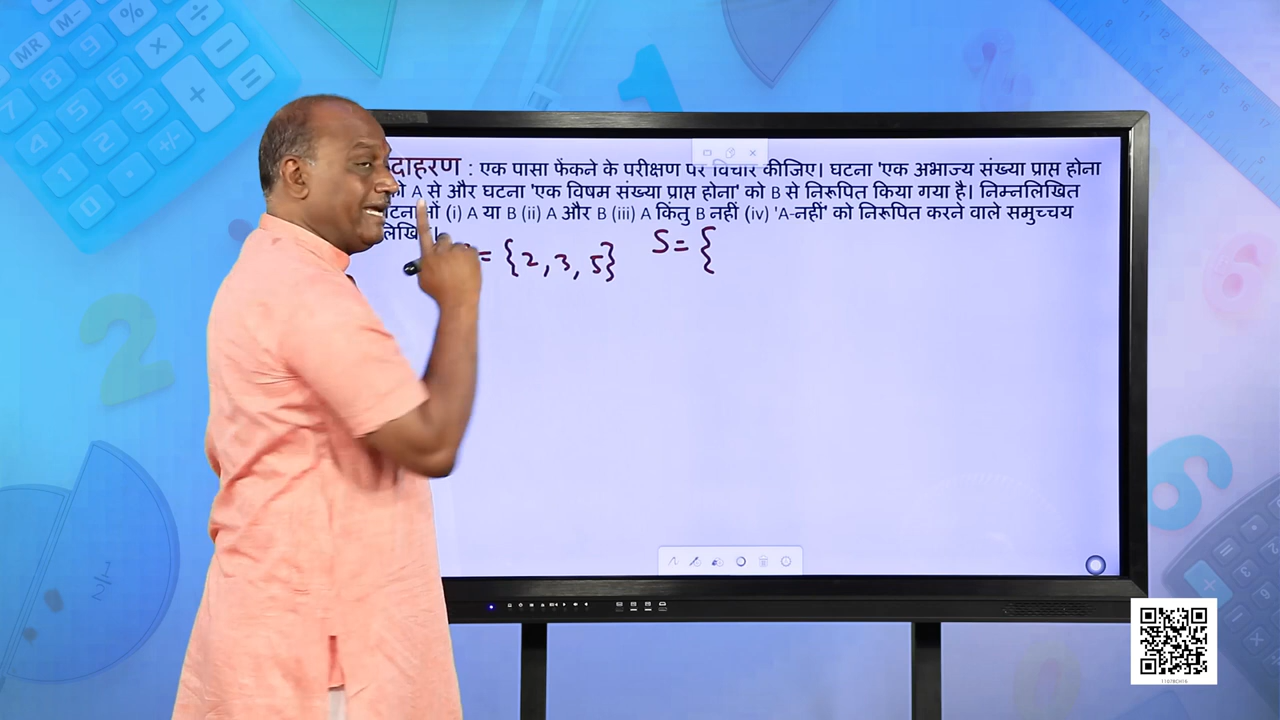 दाहरण : एक पासा फेंकने के परीक्षण पर विचार कीजिए। घटना 'एक अभाज्य संख्या प्राप्त होना
को A से और घटना 'एक विषम संख्या प्राप्त होना' को B से निरूपित किया गया है। निम्नलिखित
(i) A या B (ii) A और B (iii) A किंतु B नहीं (iv) 'A-नहीं' को निरूपित करने वाले समुच्चय
= {2, 3, 5} S = {